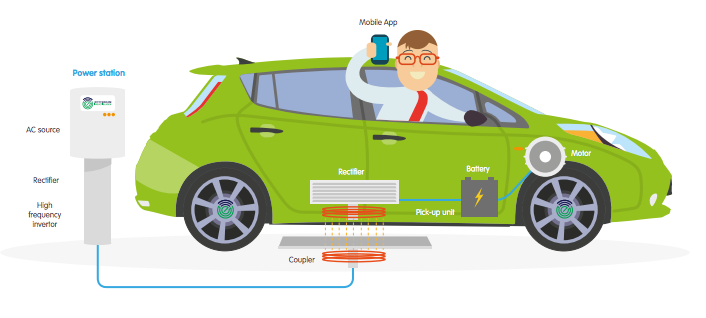 Mobile App
Power station
AC source
Rectifier
High
frequency
invertor
Rectifier
Battery
Motor
Pick-up unit
Coupler